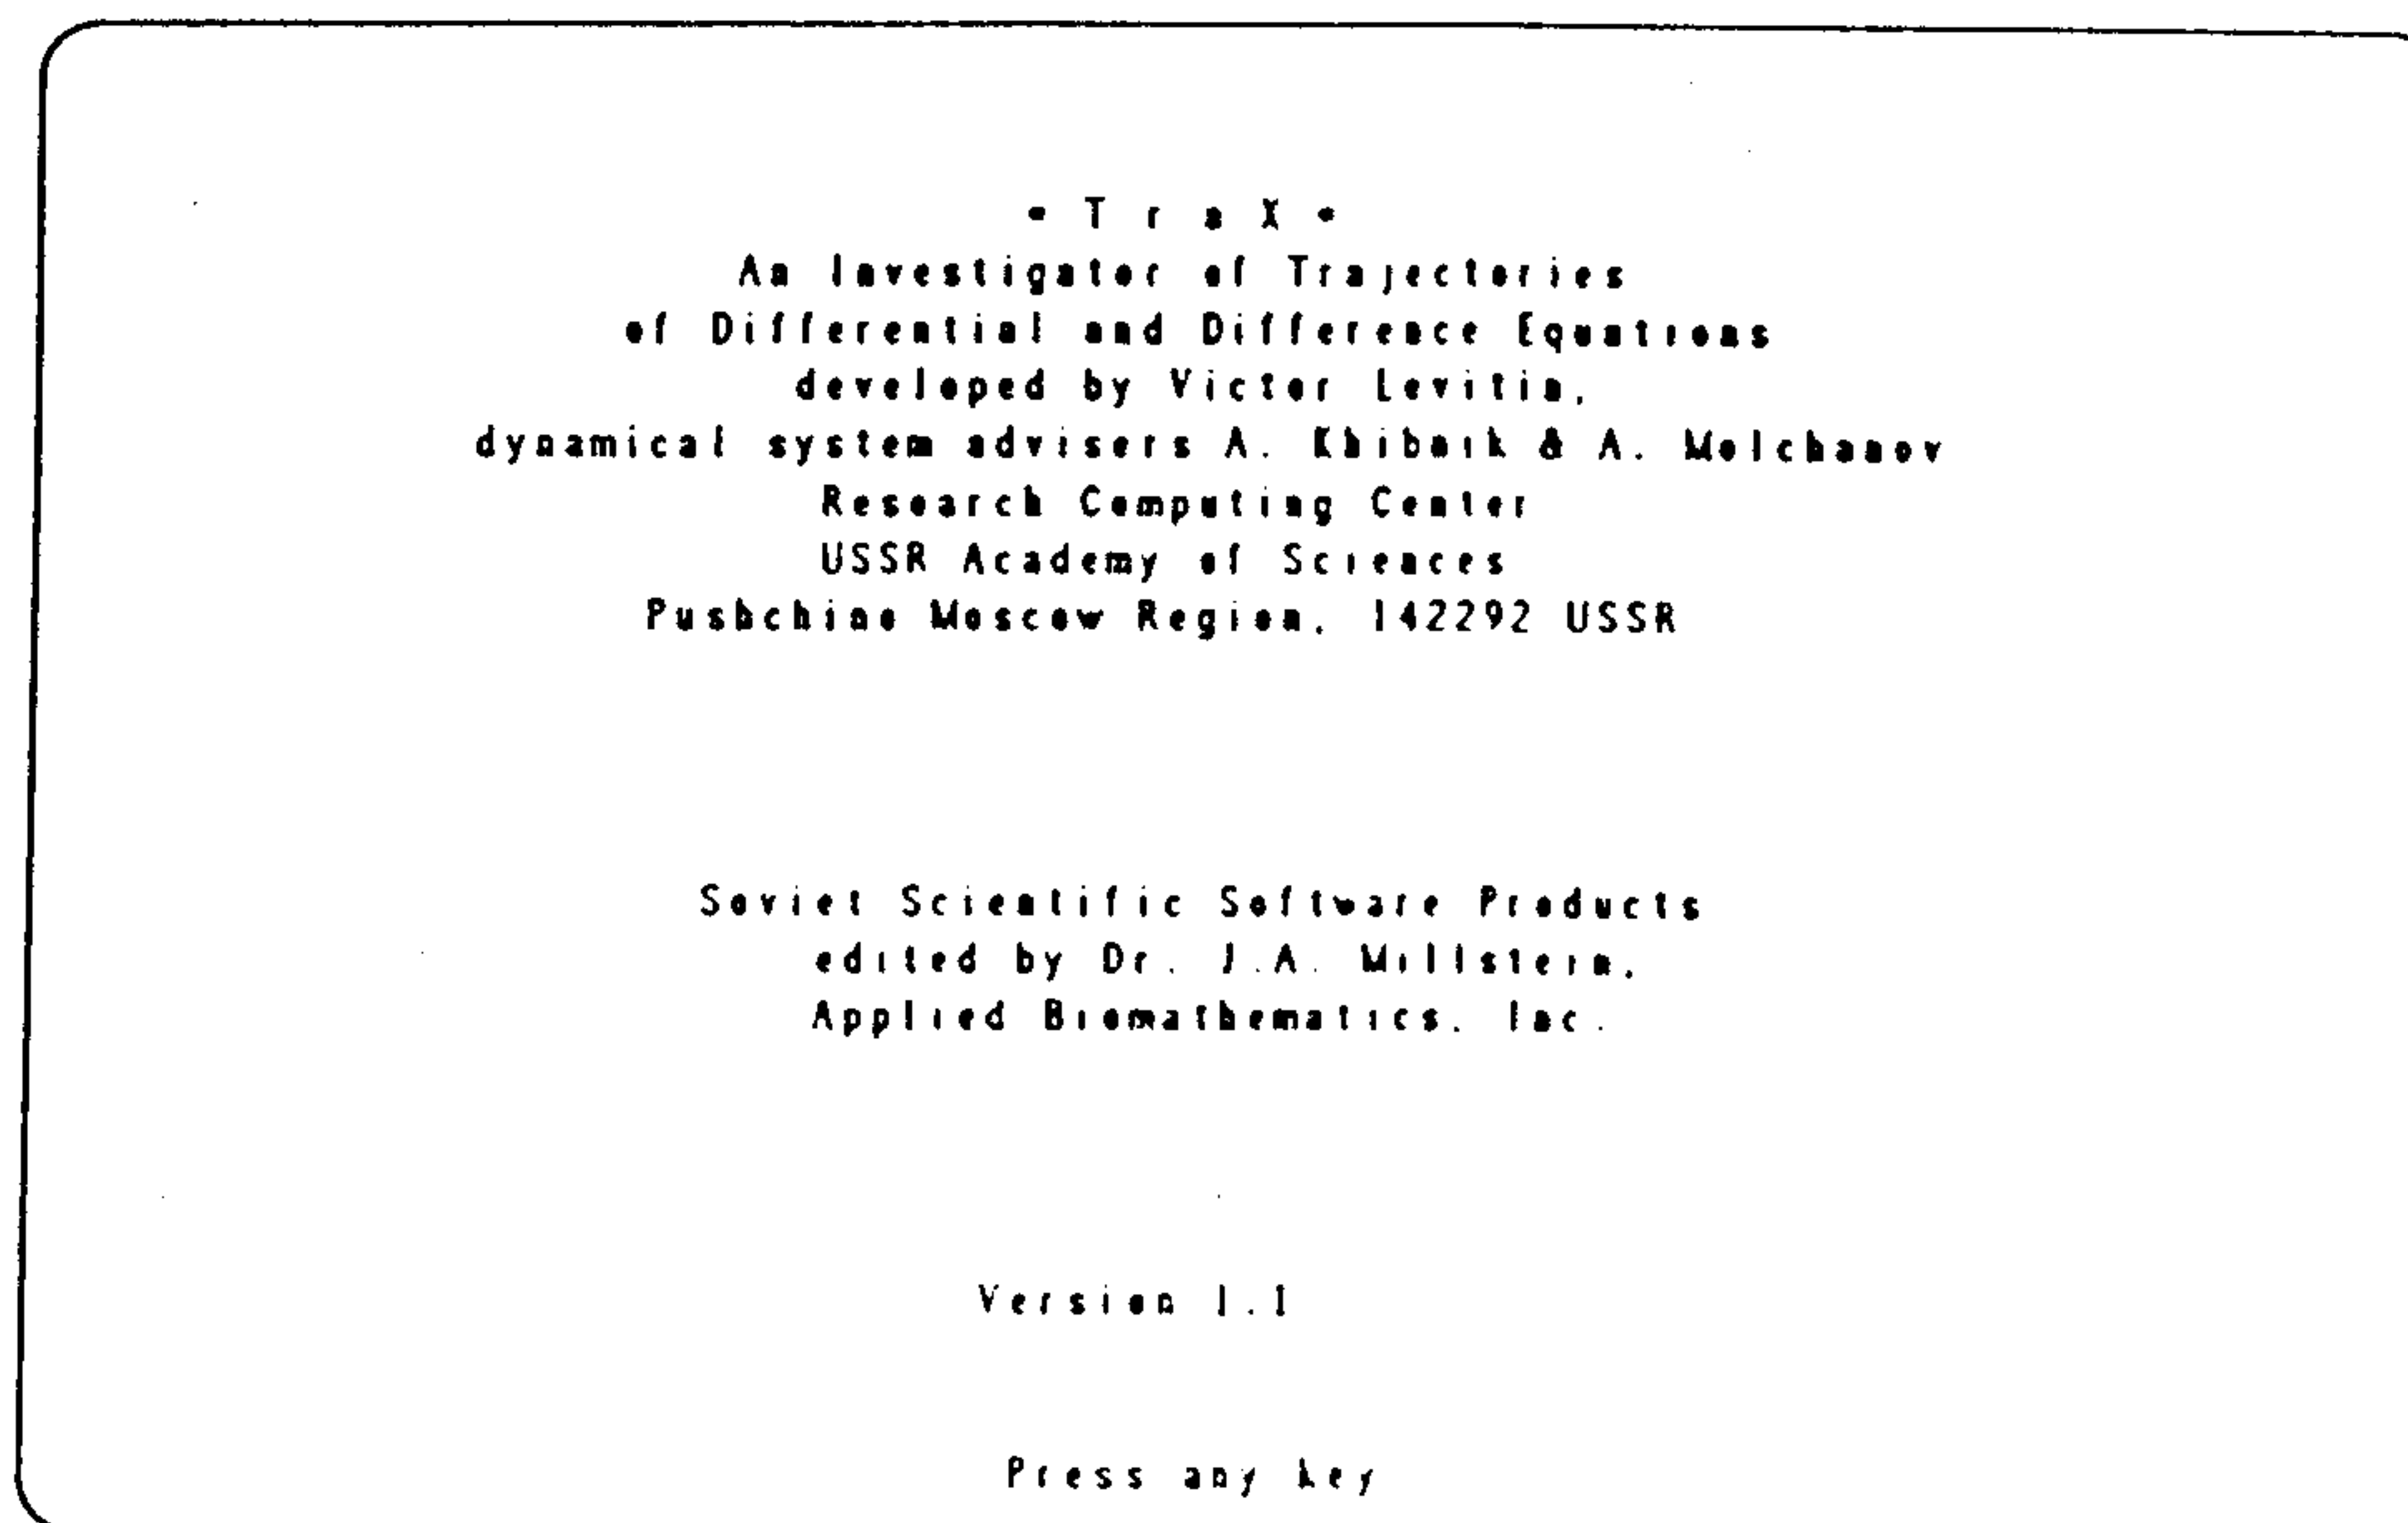 • T r a X •
An Investigator of Trajectories
of Differential and Difference Equations
developed by Victor Levitin,
dynamical system advisers A. Khibnik & A. Molchanov
Research Computing Center
USSR Academy of Sciences
Pushchino Moscow Region, 142292 USSR
Soviet Scientific Software Products
edited by Dr. J.A. Millstein,
Applied Biomathematics, Inc.
Version 1.1
Press any key